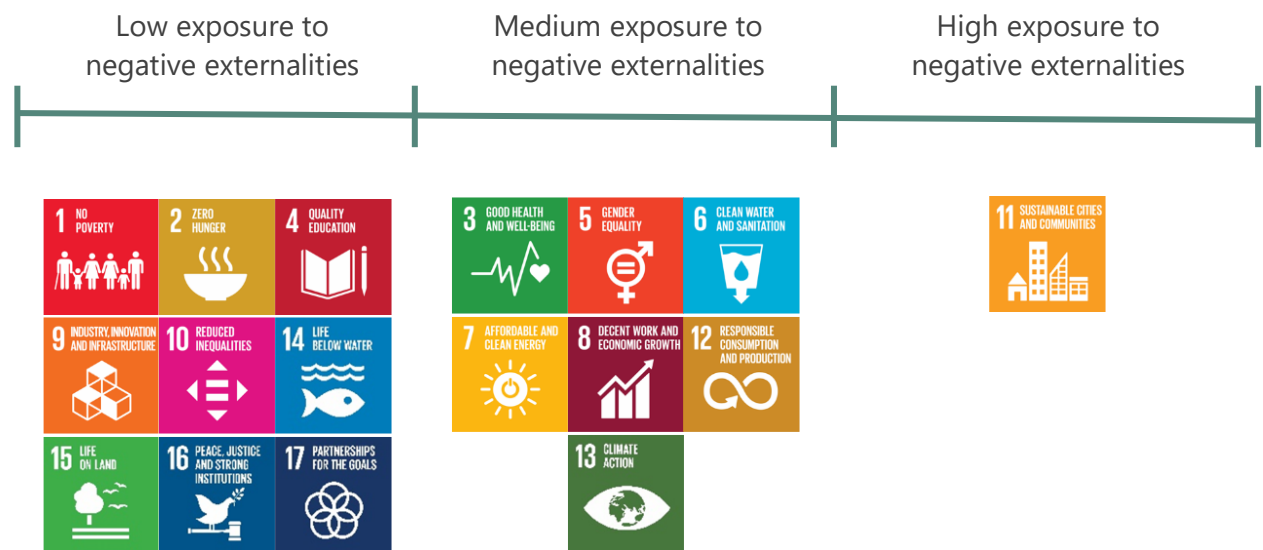 Low exposure to
negative externalities
Medium exposure to
negative externalities
High exposure to
negative externalities
1 NO
POVERTY
2 ZERO
HUNGER
4 QUALITY
EDUCATION
3 GOOD HEALTH
AND WELL-BEING
5 GENDER
EQUALITY
6 CLEAN WATER
AND SANITATION
11 SUSTAINABLE CITIES
AND COMMUNITIES
9 INDUSTRY, INNOVATION
AND INFRASTRUCTURE
10 REDUCED
INEQUALITIES
14 LIFE
BELOW WATER
7 AFFORDABLE AND
CLEAN ENERGY
8 DECENT WORK AND
ECONOMIC GROWTH
12 RESPONSIBLE
CONSUMPTION
AND PRODUCTION
15 LIFE
ON LAND
16 PEACE, JUSTICE
AND STRONG
INSTITUTIONS
17 PARTNERSHIPS
FOR THE GOALS
13 CLIMATE
ACTION